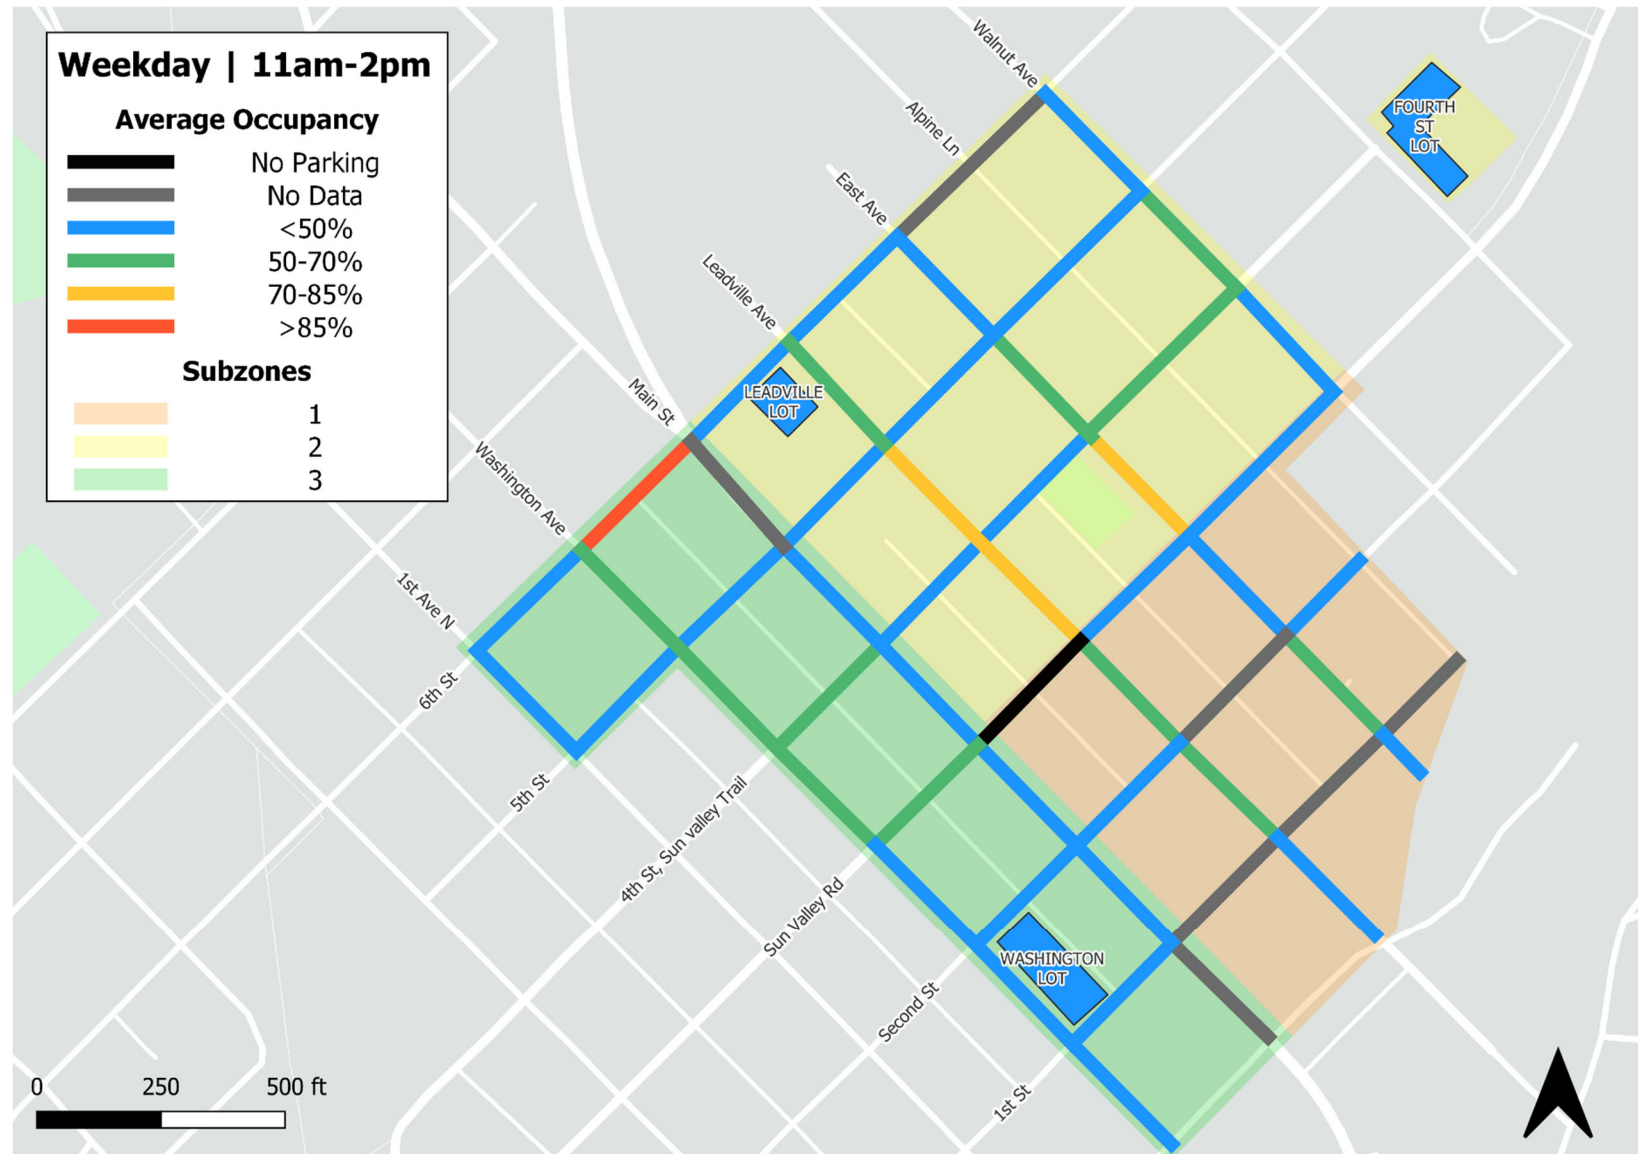 Weekday | 11am-2pm
Average Occupancy
No Parking
No Data
<50%
50-70%
70-85%
>85%
Subzones
1
2
3
Walnut Ave
Alpine Ln
East Ave
Leadville Ave
Main St
Washington Ave
1st Ave N
6th St
5th St
4th St, Sun valley Trail
Sun Valley Rd
Second St
1st St
FOURTH
ST
LOT
LEADVILLE
LOT
WASHINGTON
LOT
0 250 500 ft